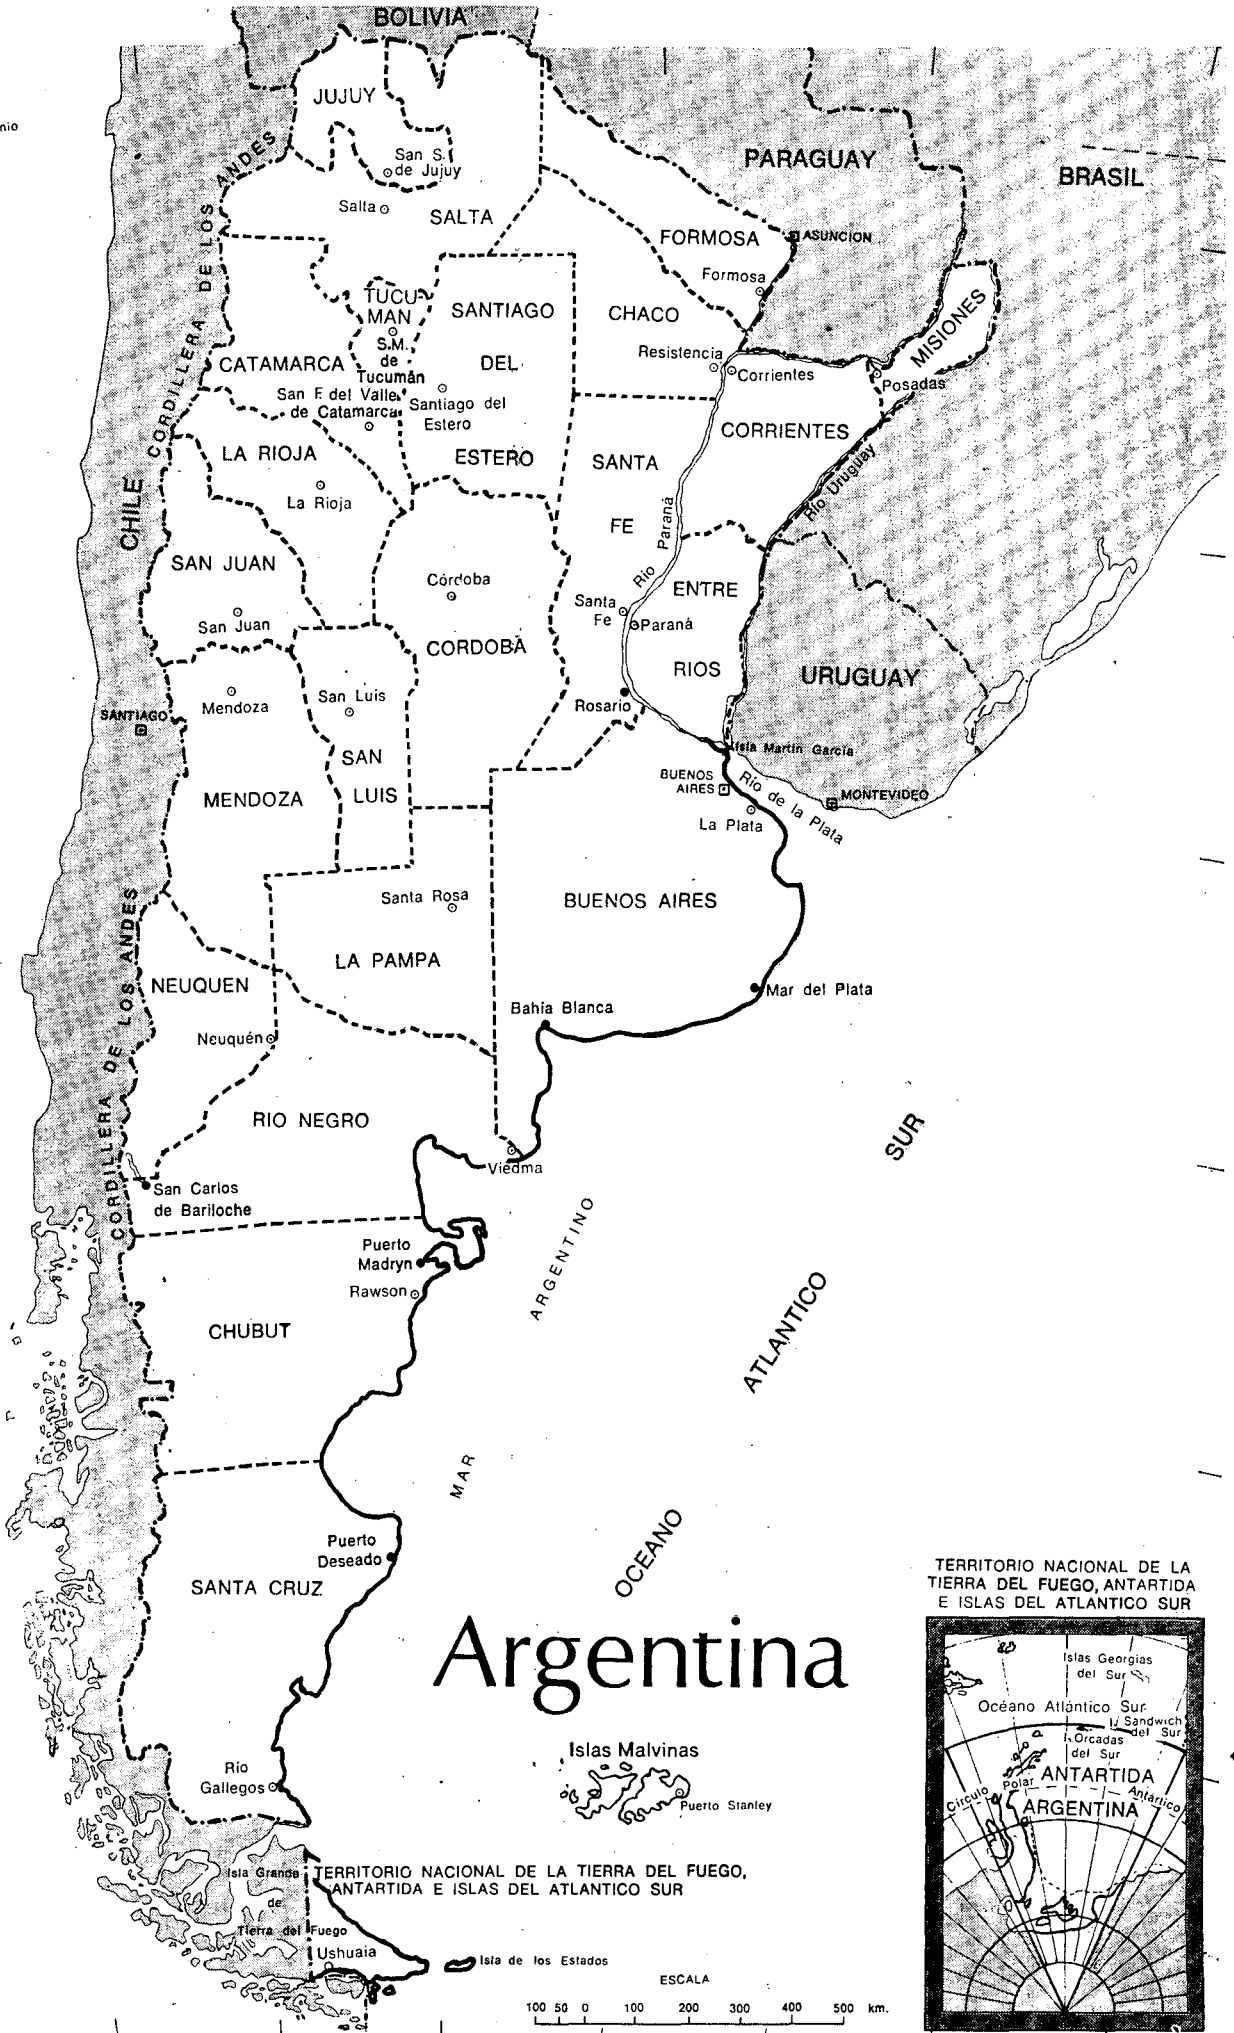 BOLIVIA
nio
JUJUY
San S.
de Jujuy
Salta
SALTA
PARAGUAY
BRASIL
FORMOSA
ASUNCION
Formosa
CORDILLERA DE LOS ANDES
TUCU-
MAN
S.M.
de
Tucumán
SANTIAGO
DEL
ESTERO
CHACO
MISIONES
Resistencia
Corrientes
Posadas
CATAMARCA
San F. del Valle
de Catamarca
Santiago del
Estero
CORRIENTES
LA RIOJA
La Rioja
SANTA
FE
Río Uruguay
Río Paraná
CHILE
SAN JUAN
San Juan
Córdoba
CORDOBA
ENTRE
RIOS
Santa
Fe
Paraná
URUGUAY
Mendoza
San Luis
Rosario
SANTIAGO
SAN
LUIS
MENDOZA
Isla Martín García
BUENOS
AIRES
Río de la Plata
MONTEVIDEO
La Plata
Santa Rosa
BUENOS AIRES
LA PAMPA
CORDILLERA DE LOS ANDES
NEUQUEN
Mar del Plata
Bahía Blanca
Neuquén
RIO NEGRO
Viedma
San Carlos
de Bariloche
Puerto
Madryn
Rawson
CHUBUT
MAR ARGENTINO
OCEANO ATLANTICO SUR
Puerto
Deseado
SANTA CRUZ
Argentina
Islas Malvinas
Puerto Stanley
Río
Gallegos
Isla Grande
de
Tierra del Fuego
TERRITORIO NACIONAL DE LA TIERRA DEL FUEGO,
ANTARTIDA E ISLAS DEL ATLANTICO SUR
Ushuaia
Isla de los Estados
ESCALA
100 50 0 100 200 300 400 500 km.
TERRITORIO NACIONAL DE LA
TIERRA DEL FUEGO, ANTARTIDA
E ISLAS DEL ATLANTICO SUR
Islas Georgias
del Sur
Océano Atlántico Sur
Sandwich
del Sur
Orcadas
del Sur
ANTARTIDA
Círculo Polar Antártico
ARGENTINA